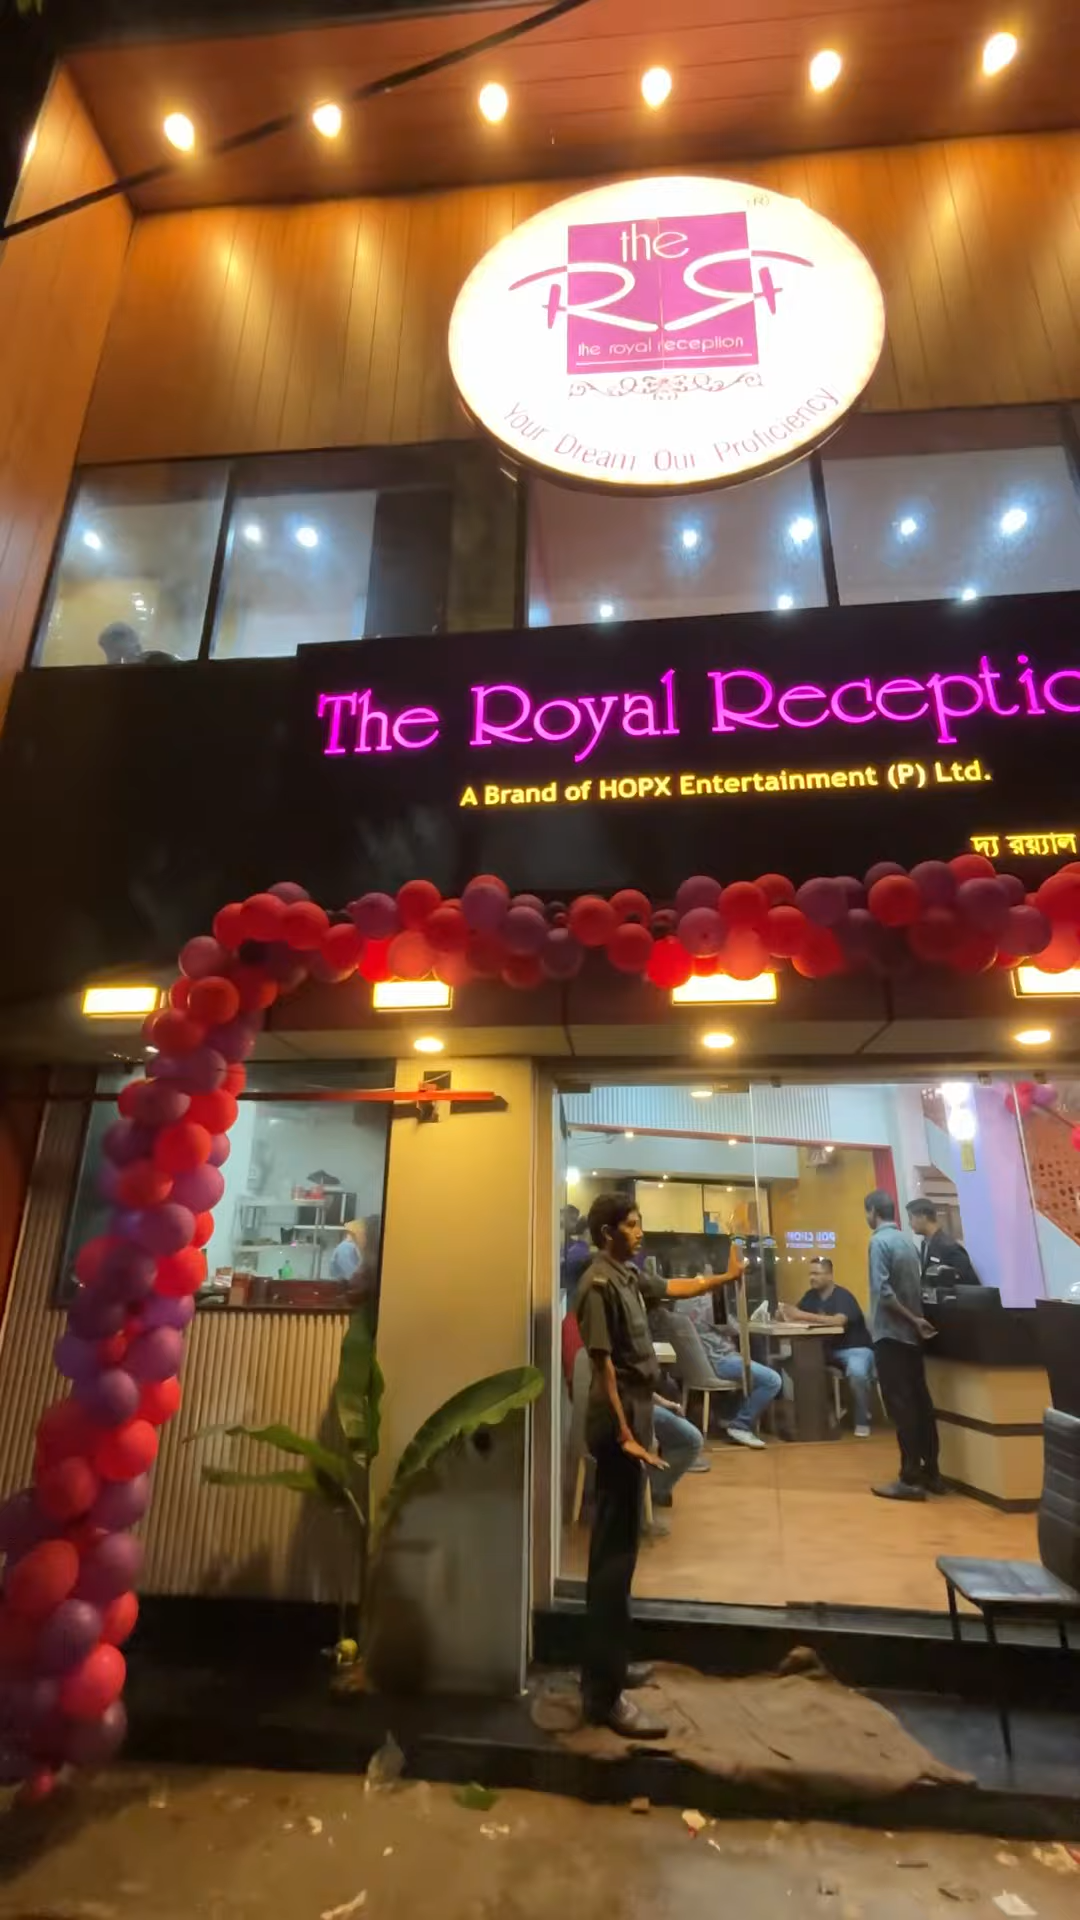 the
RR
the royal reception
Your Dream Our Proficiency
The Royal Receptio
A Brand of HOPX Entertainment (P) Ltd.
দ্য রয়্যাল